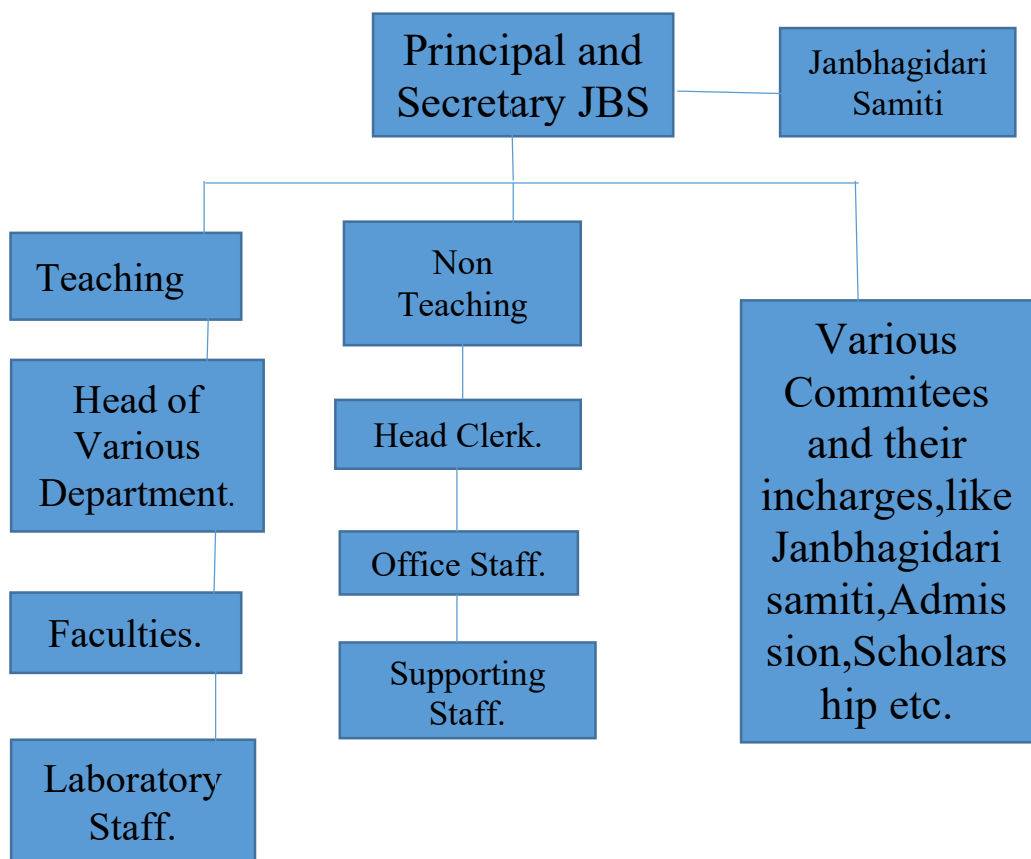 Principal and
Secretary JBS
Janbhagidari
Samiti
Teaching
Head of
Various
Department.
Faculties.
Laboratory
Staff.
Non
Teaching
Head Clerk.
Office Staff.
Supporting
Staff.
Various
Commitees
and their
incharges,like
Janbhagidari
samiti,Admis
sion,Scholars
hip etc.